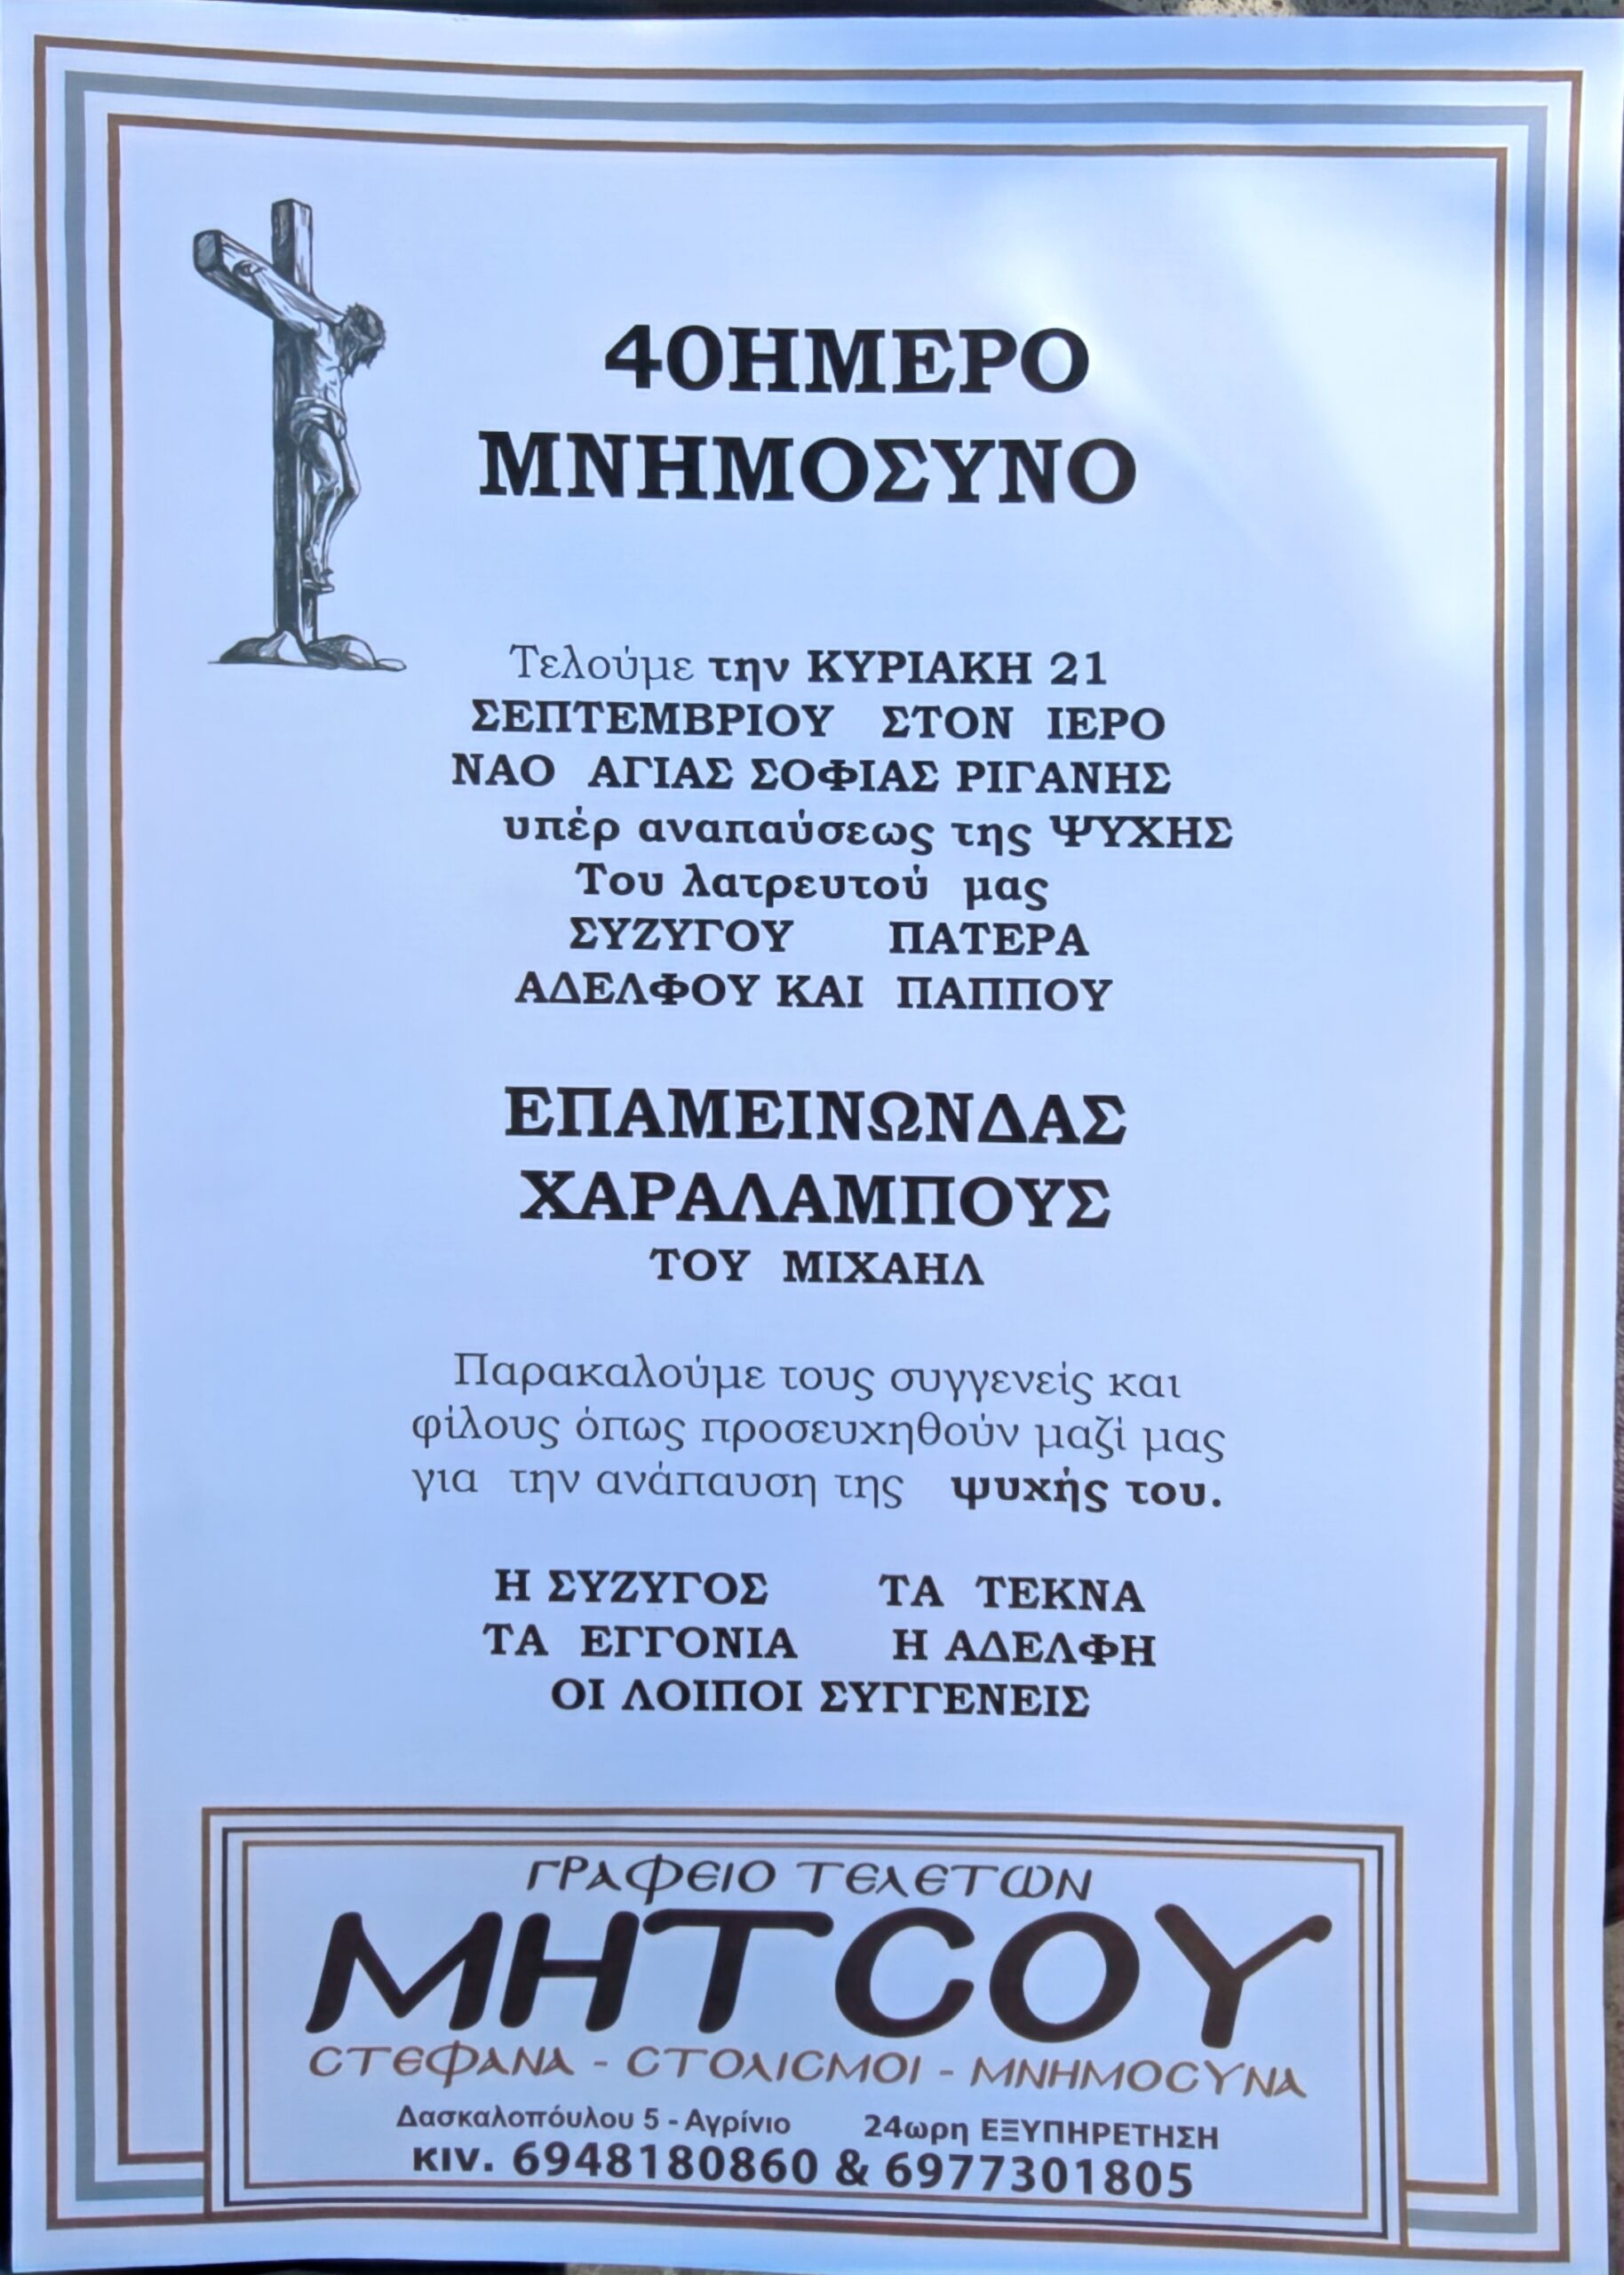 40ΗΜΕΡΟ
ΜΝΗΜΟΣΥΝΟ
Τελούμε την ΚΥΡΙΑΚΗ 21
ΣΕΠΤΕΜΒΡΙΟΥ ΣΤΟΝ ΙΕΡΟ
ΝΑΟ ΑΓΙΑΣ ΣΟΦΙΑΣ ΡΙΓΑΝΗΣ
υπέρ αναπαύσεως της ΨΥΧΗΣ
Του λατρευτού μας
ΣΥΖΥΓΟΥ ΠΑΤΕΡΑ
ΑΔΕΛΦΟΥ ΚΑΙ ΠΑΠΠΟΥ
ΕΠΑΜΕΙΝΩΝΔΑΣ
ΧΑΡΑΛΑΜΠΟΥΣ
ΤΟΥ ΜΙΧΑΗΛ
Παρακαλούμε τους συγγενείς και
φίλους όπως προσευχηθούν μαζί μας
για την ανάπαυση της ψυχής του.
Η ΣΥΖΥΓΟΣ ΤΑ ΤΕΚΝΑ
ΤΑ ΕΓΓΟΝΙΑ Η ΑΔΕΛΦΗ
ΟΙ ΛΟΙΠΟΙ ΣΥΓΓΕΝΕΙΣ
ΓΡΑΦΕΙΟ ΤΕΛΕΤΩΝ
ΜΗΤΣΟΥ
ΣΤΕΦΑΝΑ - ΣΤΟΛΙΣΜΟΙ - ΜΝΗΜΟΣΥΝΑ
Δασκαλοπούλου 5 - Αγρίνιο 24ωρη ΕΞΥΠΗΡΕΤΗΣΗ
κιν. 6948180860 & 6977301805